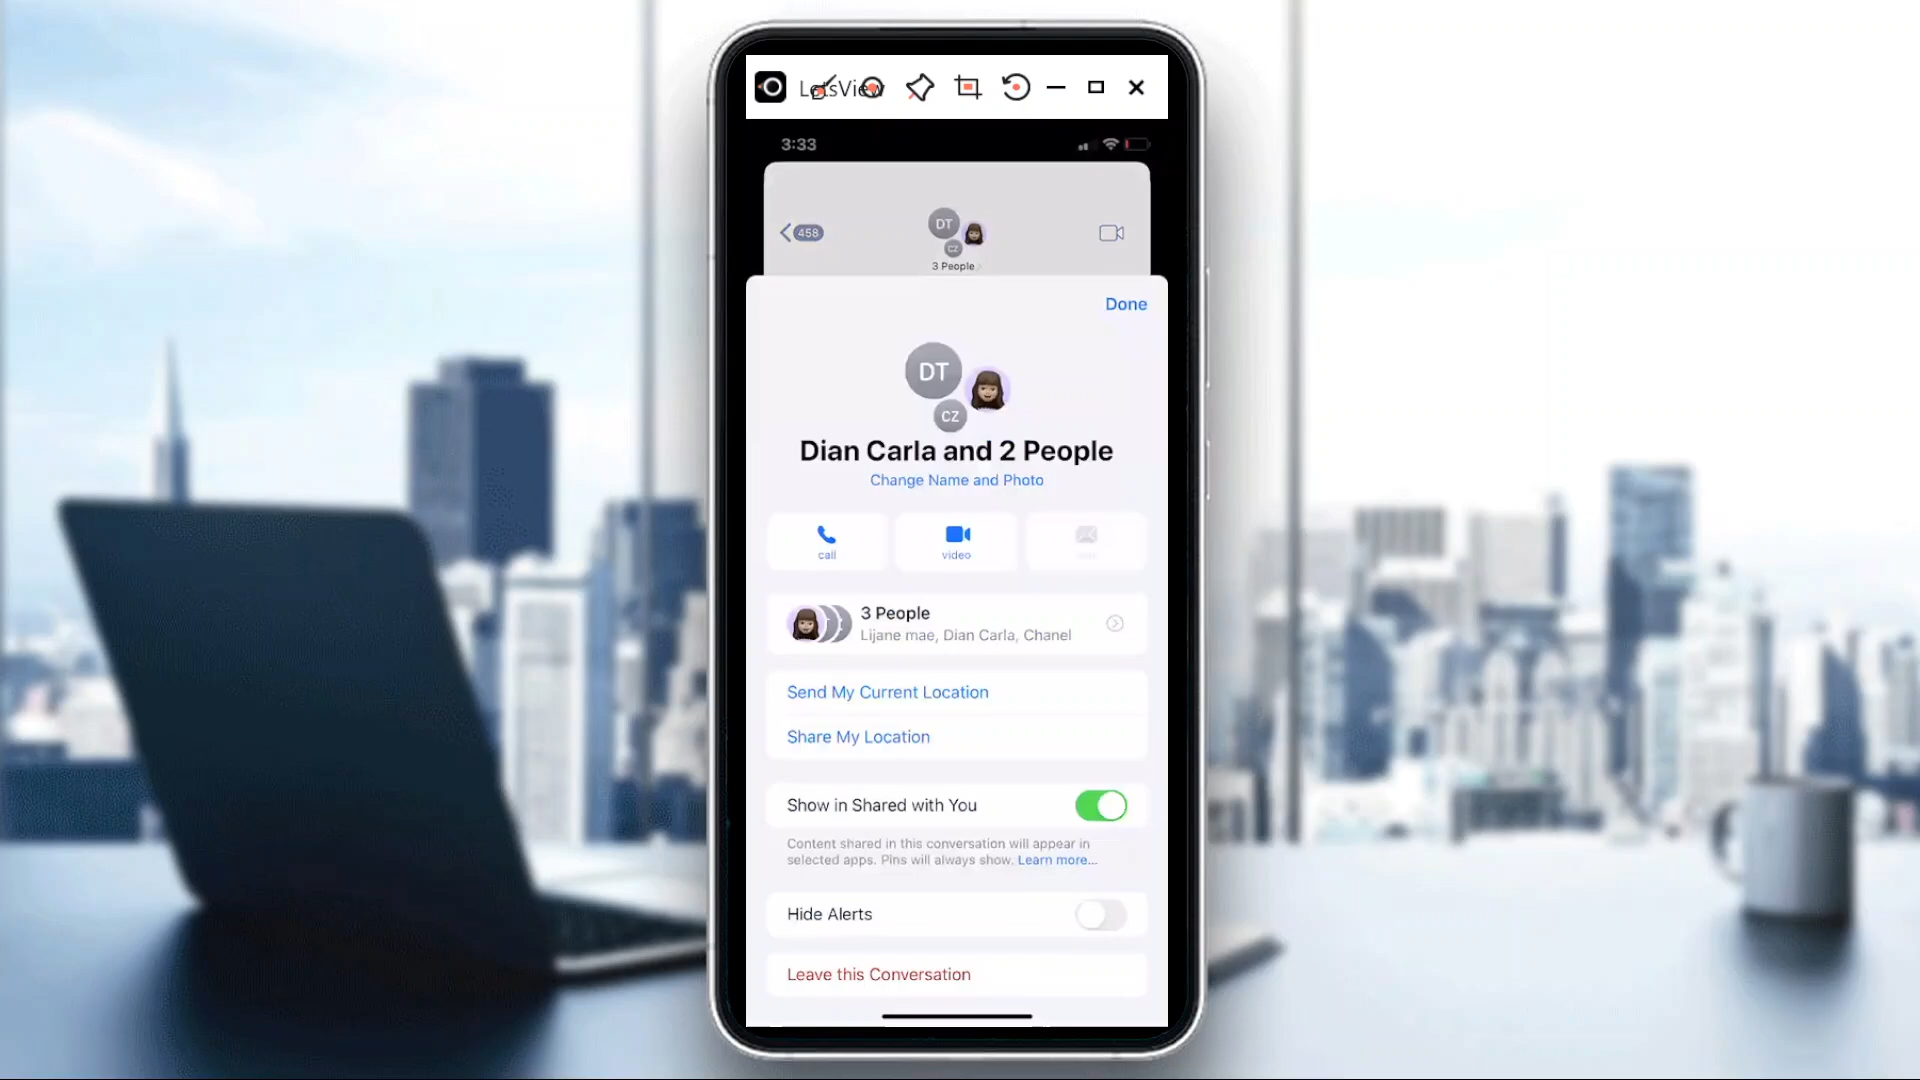 LetsView
3:33
458
DT
CZ
3 People
Done
DT
CZ
Dian Carla and 2 People
Change Name and Photo
call
video
3 People
Lijane mae, Dian Carla, Chanel
Send My Current Location
Share My Location
Show in Shared with You
Content shared in this conversation will appear in
selected apps. Pins will always show. Learn more...
Hide Alerts
Leave this Conversation